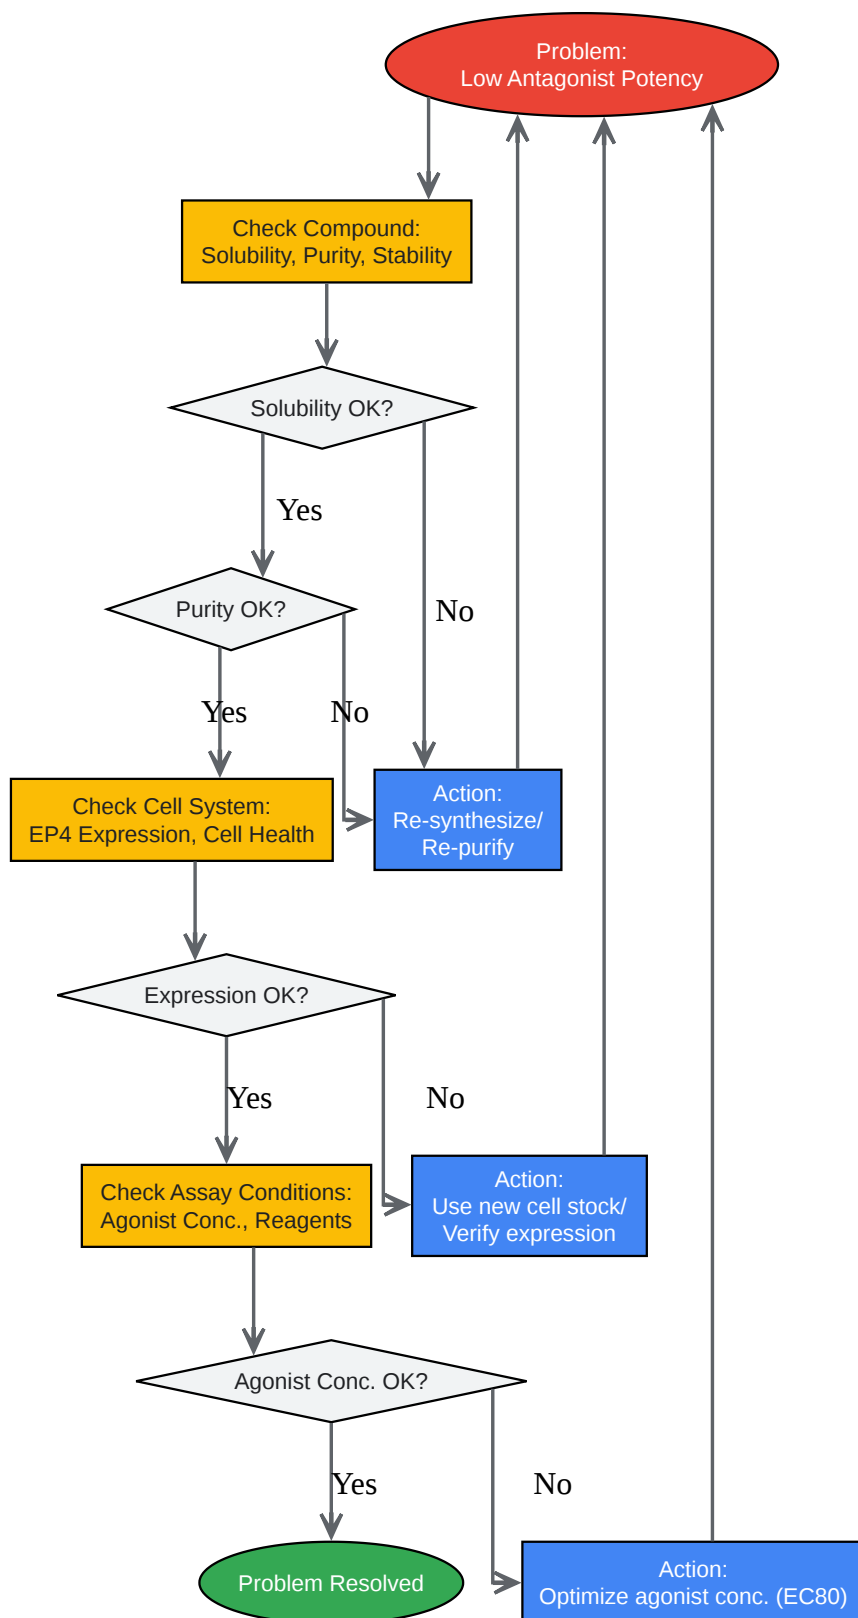 Problem:
Low Antagonist Potency
Check Compound:
Solubility, Purity, Stability
Solubility OK?
Yes
No
Purity OK?
Yes
No
Check Cell System:
EP4 Expression, Cell Health
Action:
Re-synthesize/
Re-purify
Expression OK?
Yes
No
Check Assay Conditions:
Agonist Conc., Reagents
Action:
Use new cell stock/
Verify expression
Agonist Conc. OK?
Yes
No
Problem Resolved
Action:
Optimize agonist conc. (EC80)